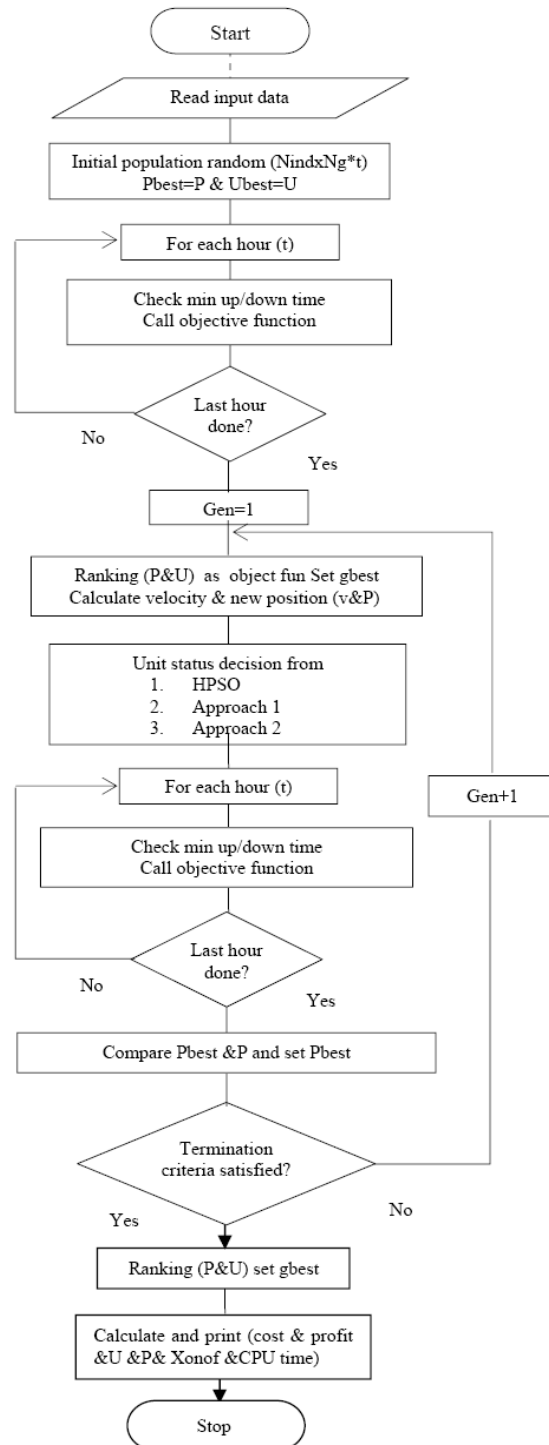 Start
Read input data
Initial population random (NindxNg*t)
Pbest=P & Ubest=U
For each hour (t)
Check min up/down time
Call objective function
Last hour
done?
No
Yes
Gen=1
Ranking (P&U) as object fun Set gbest
Calculate velocity & new position (v&P)
Unit status decision from
1. HPSO
2. Approach 1
3. Approach 2
For each hour (t)
Gen+1
Check min up/down time
Call objective function
Last hour
done?
No
Yes
Compare Pbest &P and set Pbest
Termination
criteria satisfied?
No
Yes
Ranking (P&U) set gbest
Calculate and print (cost & profit
&U &P& Xonof &CPU time)
Stop